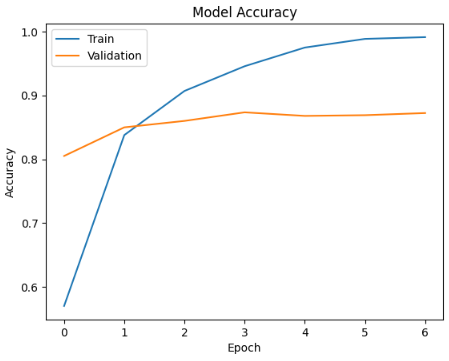 Model Accuracy
Train
Validation
1.0
0.9
0.8
0.7
0.6
Accuracy
0 1 2 3 4 5 6
Epoch